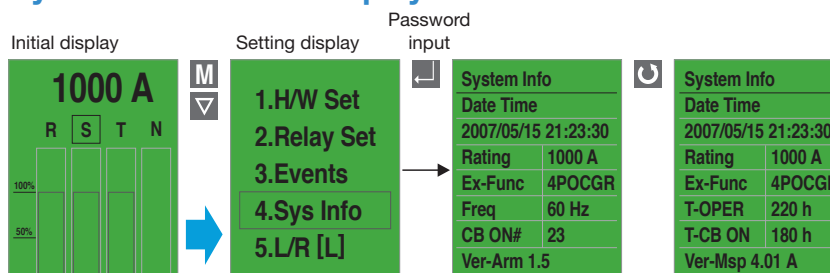 Password
input
Initial display
Setting display
1000 A
R S T N
100%
50%
M
1.H/W Set
2.Relay Set
3.Events
4.Sys Info
5.L/R [L]
System Info
Date Time
2007/05/15 21:23:30
Rating 1000 A
Ex-Func 4POCGR
Freq 60 Hz
CB ON# 23
Ver-Arm 1.5
System Info
Date Time
2007/05/15 21:23:30
Rating 1000 A
Ex-Func
T-OPER 220 h
T-CB ON 180 h
Ver-Msp 4.01 A